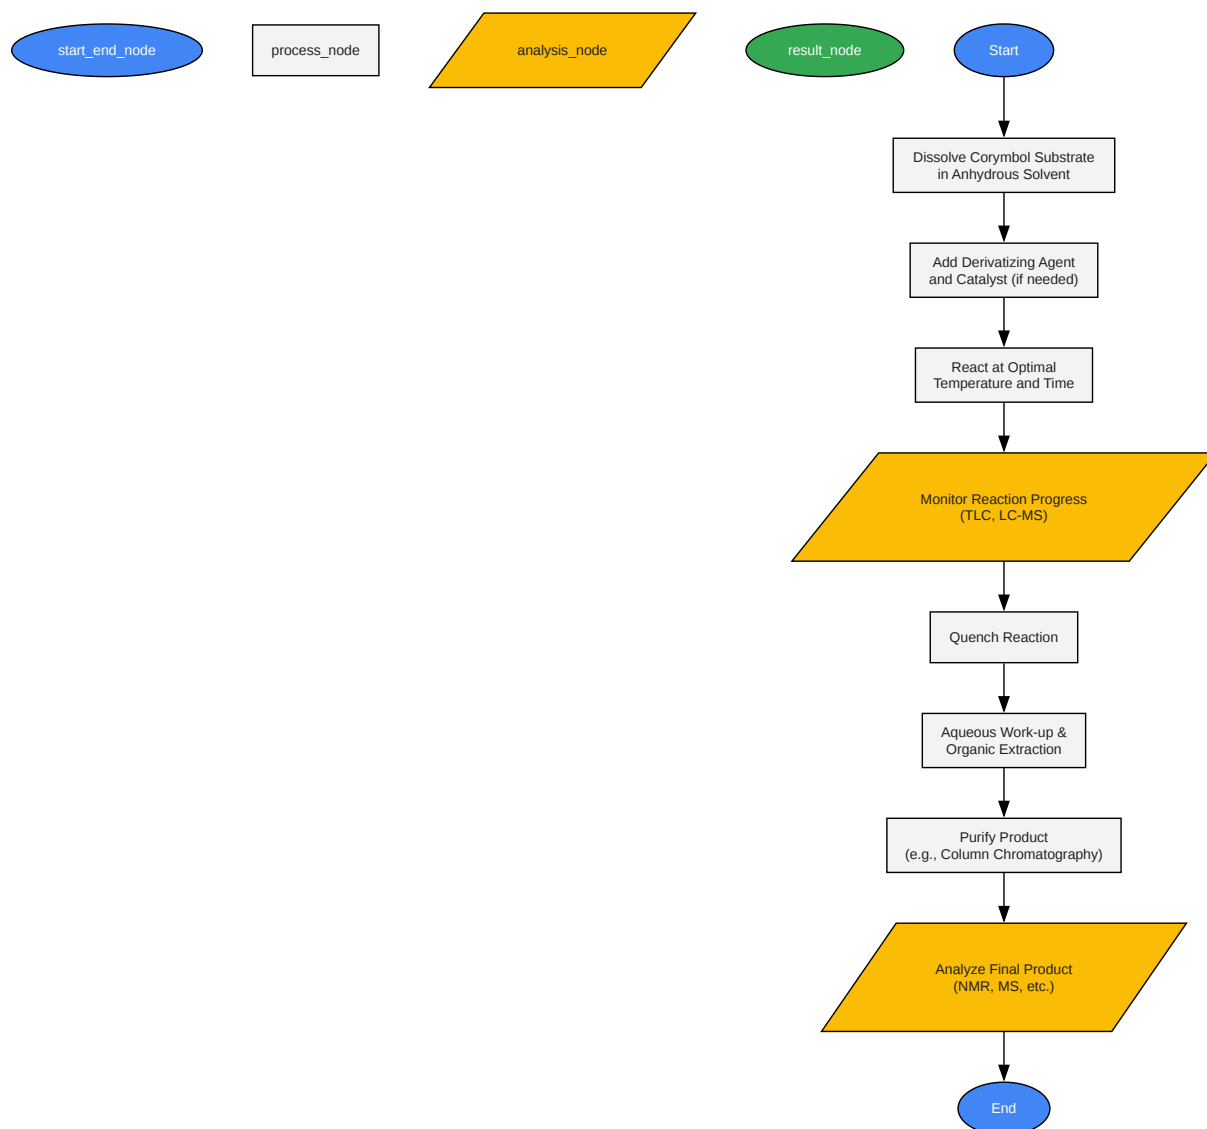 start_end_node
process_node
analysis_node
result_node
Start
Dissolve Corymbol Substrate
in Anhydrous Solvent
Add Derivatizing Agent
and Catalyst (if needed)
React at Optimal
Temperature and Time
Monitor Reaction Progress
(TLC, LC-MS)
Quench Reaction
Aqueous Work-up &
Organic Extraction
Purify Product
(e.g., Column Chromatography)
Analyze Final Product
(NMR, MS, etc.)
End